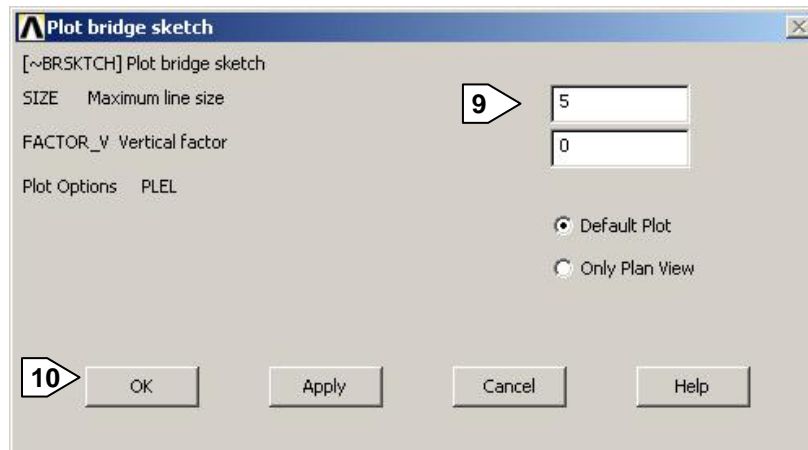 Plot bridge sketch
[~BRSKTCH] Plot bridge sketch
SIZE Maximum line size 9 5
FACTOR_V Vertical factor 0
Plot Options PLEL
Default Plot
Only Plan View
10 OK Apply Cancel Help